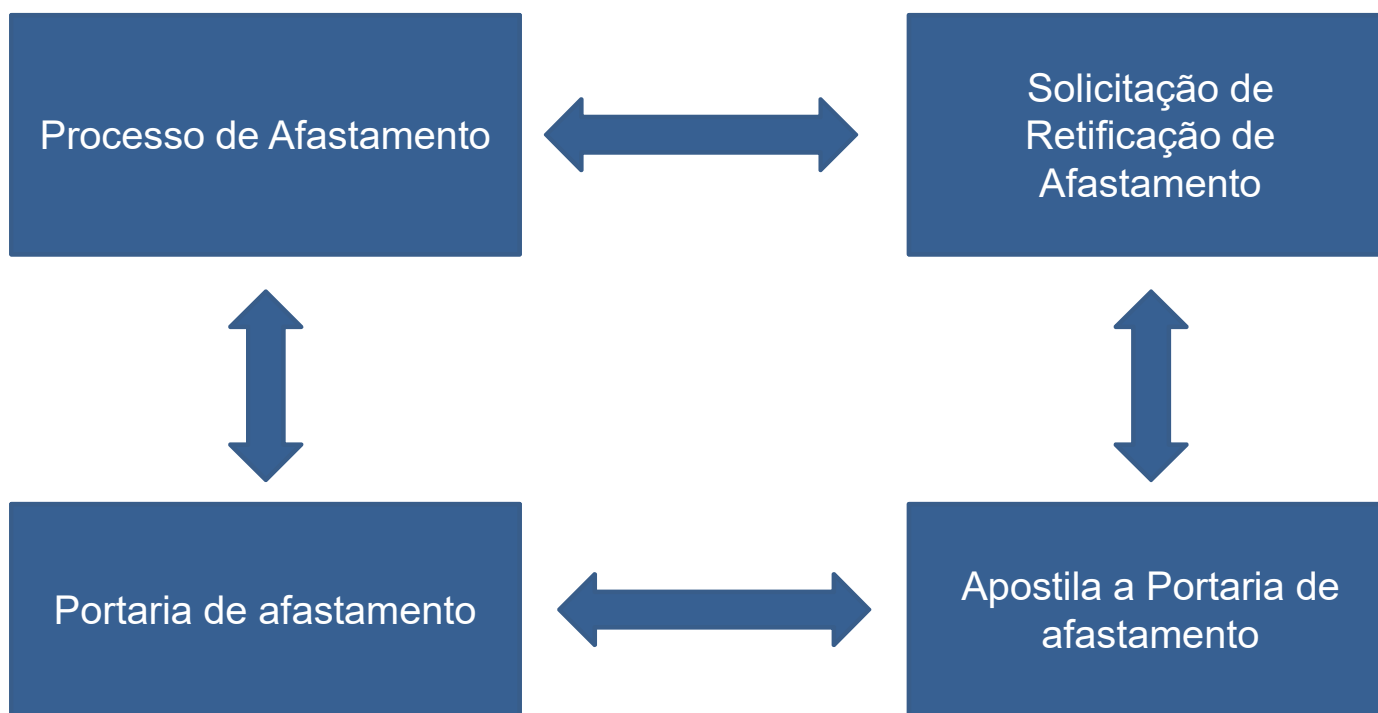 Processo de Afastamento
Solicitação de
Retificação de
Afastamento
Portaria de afastamento
Apostila a Portaria de
afastamento